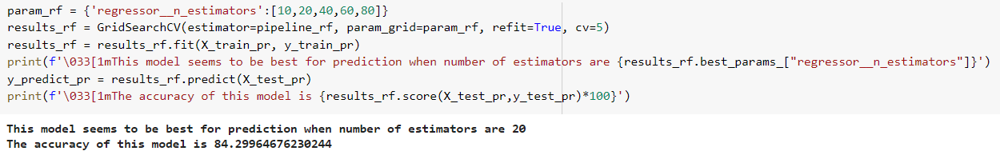 param_rf = {'regressor__n_estimators':[10,20,40,60,80]}
results_rf = GridSearchCV(estimator=pipeline_rf, param_grid=param_rf, refit=True, cv=5)
results_rf = results_rf.fit(X_train_pr, y_train_pr)
print(f'\033[1mThis model seems to be best for prediction when number of estimators are {results_rf.best_params_["regressor__n_estimators"]}')
y_predict_pr = results_rf.predict(X_test_pr)
print(f'\033[1mThe accuracy of this model is {results_rf.score(X_test_pr,y_test_pr)*100}')
This model seems to be best for prediction when number of estimators are 20
The accuracy of this model is 84.29964676230244